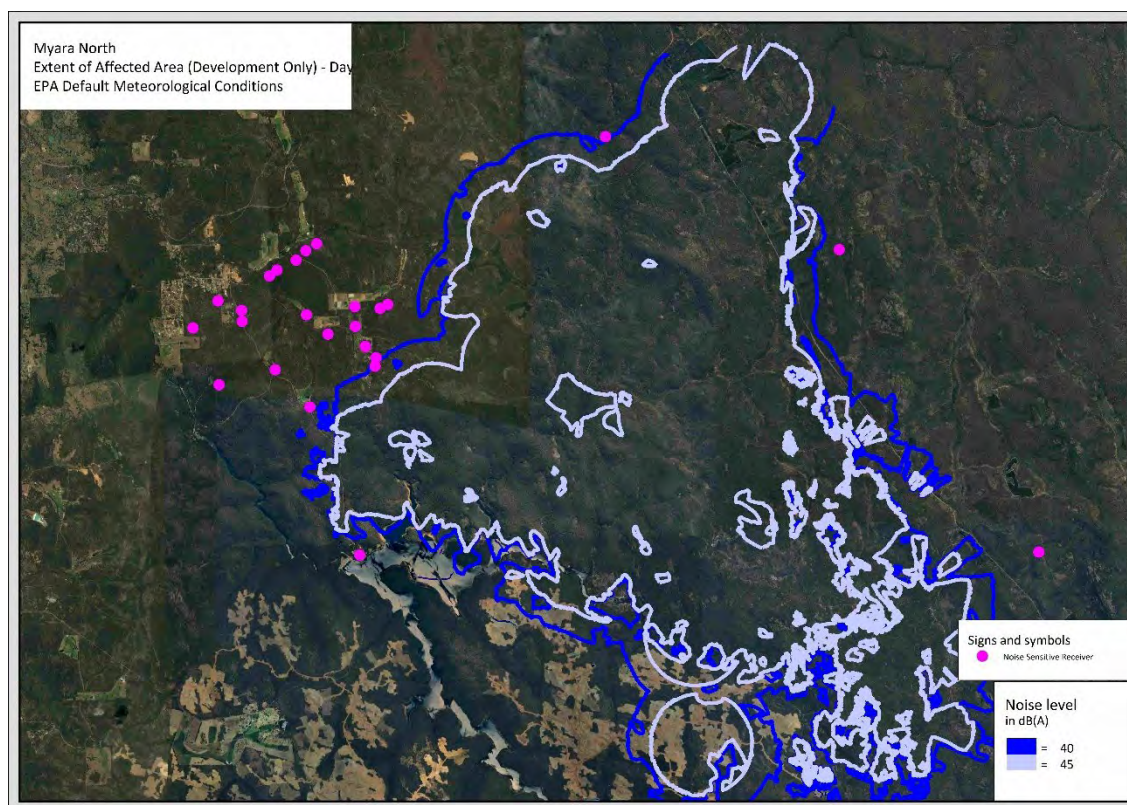 Myara North
Extent of Affected Area (Development Only) - Day
EPA Default Meteorological Conditions
Signs and symbols
Noise Sensitive Receiver
Noise level
in dB(A)
= 40
= 45